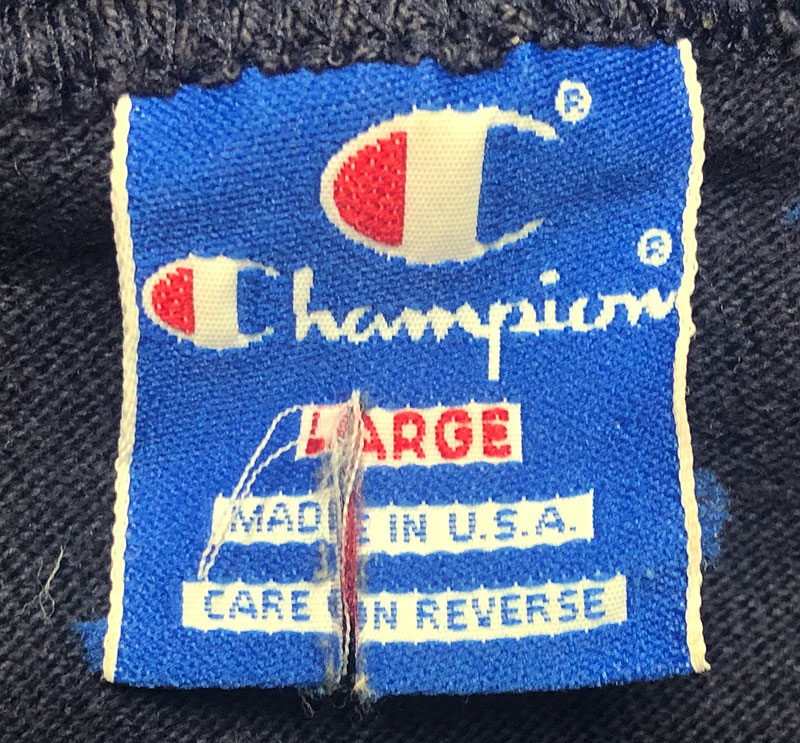 C®
Champion®
LARGE
MADE IN U.S.A.
CARE ON REVERSE